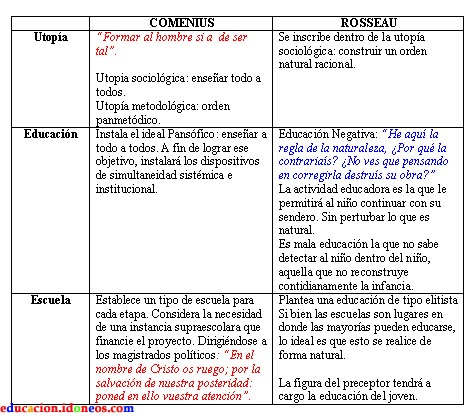 COMENIUS
ROSSEAU
Utopía
“Formar al hombre si a de ser
tal”.
Utopia sociológica: enseñar todo a
todos.
Utopía metodológica: orden
panmetódico.
Se inscribe dentro de la utopía
sociológica: construir un orden
natural racional.
Educación
Instala el ideal Pansófico: enseñar a
todo a todos. A fin de lograr ese
objetivo, instalará los dispositivos
de simultaneidad sistémica e
institucional.
Educación Negativa: “He aquí la
regla de la naturaleza, ¿Por qué la
contrariaís? ¿No ves que pensando
en corregirla destruís su obra?”
La actividad educadora es la que le
permitirá al niño continuar con su
sendero. Sin perturbar lo que es
natural.
Es mala educación la que no sabe
detectar al niño dentro del niño,
aquella que no reconstruye
contidianamente la infancia.
Escuela
Establece un tipo de escuela para
cada etapa. Considera la necesidad
de una instancia supraescolara que
financie el proyecto. Dirigiéndose a
los magistrados políticos: “En el
nombre de Cristo os ruego; por la
salvación de nuestra posteridad:
poned en ello vuestra atención”.
Plantea una educación de tipo elitista
Si bien las escuelas son lugares en
donde las mayorías pueden educarse,
lo ideal es que esto se realice de
forma natural.
La figura del preceptor tendrá a
cargo la educación del joven.
educacion.idoneos.com